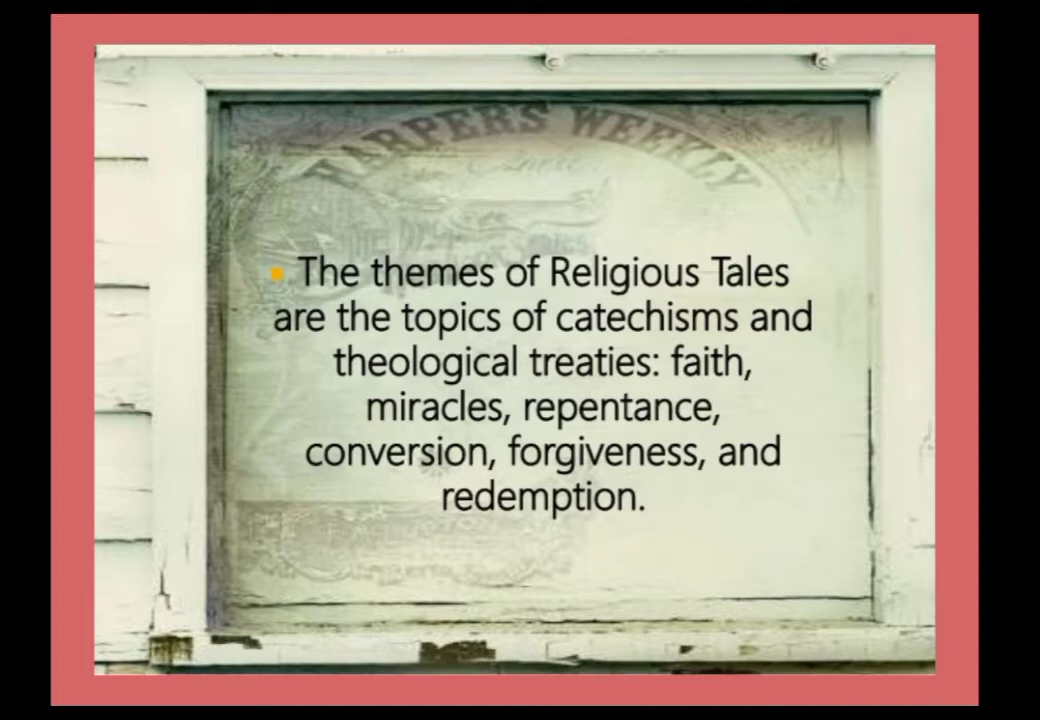 HARPERS WEEKLY
The themes of Religious Tales
are the topics of catechisms and
theological treaties: faith,
miracles, repentance,
conversion, forgiveness, and
redemption.